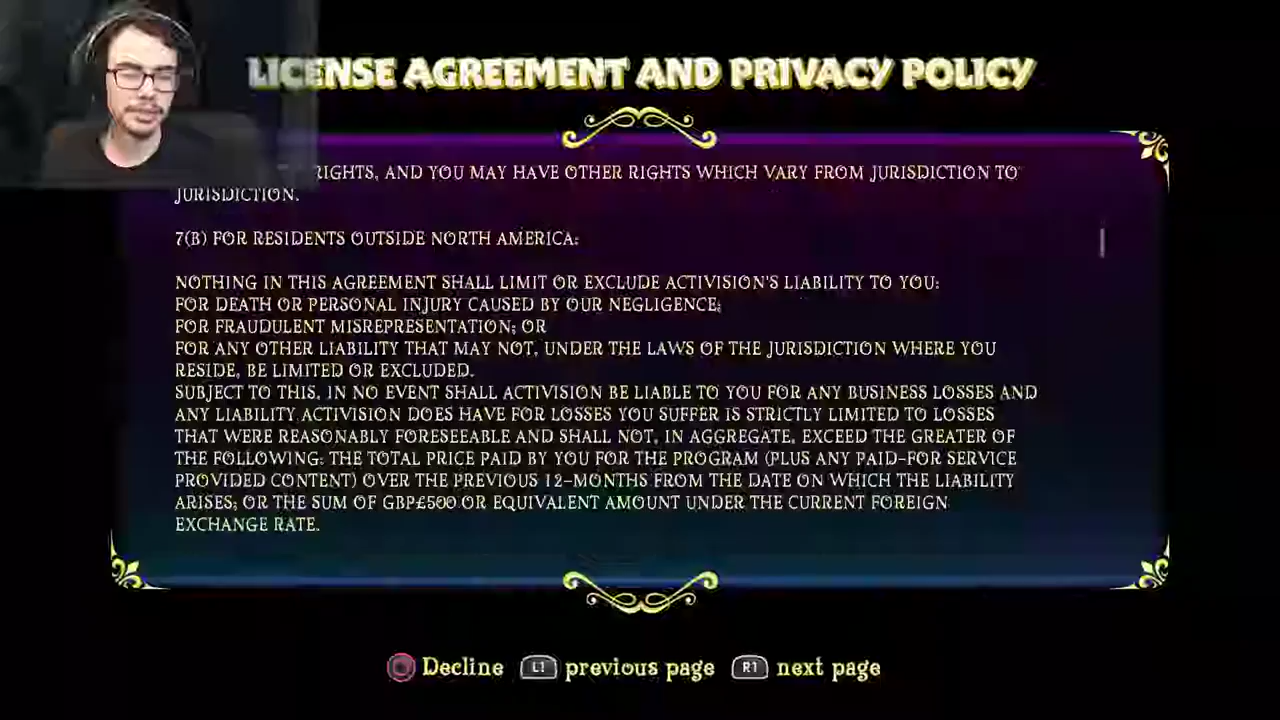 LICENSE AGREEMENT AND PRIVACY POLICY
RIGHTS, AND YOU MAY HAVE OTHER RIGHTS WHICH VARY FROM JURISDICTION TO
JURISDICTION.
7(B) FOR RESIDENTS OUTSIDE NORTH AMERICA:
NOTHING IN THIS AGREEMENT SHALL LIMIT OR EXCLUDE ACTIVISION'S LIABILITY TO YOU:
FOR DEATH OR PERSONAL INJURY CAUSED BY OUR NEGLIGENCE;
FOR FRAUDULENT MISREPRESENTATION; OR
FOR ANY OTHER LIABILITY THAT MAY NOT, UNDER THE LAWS OF THE JURISDICTION WHERE YOU
RESIDE, BE LIMITED OR EXCLUDED.
SUBJECT TO THIS, IN NO EVENT SHALL ACTIVISION BE LIABLE TO YOU FOR ANY BUSINESS LOSSES AND
ANY LIABILITY ACTIVISION DOES HAVE FOR LOSSES YOU SUFFER IS STRICTLY LIMITED TO LOSSES
THAT WERE REASONABLY FORESEEABLE AND SHALL NOT, IN AGGREGATE, EXCEED THE GREATER OF
THE FOLLOWING: THE TOTAL PRICE PAID BY YOU FOR THE PROGRAM (PLUS ANY PAID-FOR SERVICE
PROVIDED CONTENT) OVER THE PREVIOUS 12-MONTHS FROM THE DATE ON WHICH THE LIABILITY
ARISES; OR THE SUM OF GBP£500 OR EQUIVALENT AMOUNT UNDER THE CURRENT FOREIGN
EXCHANGE RATE.
Decline L1 previous page R1 next page